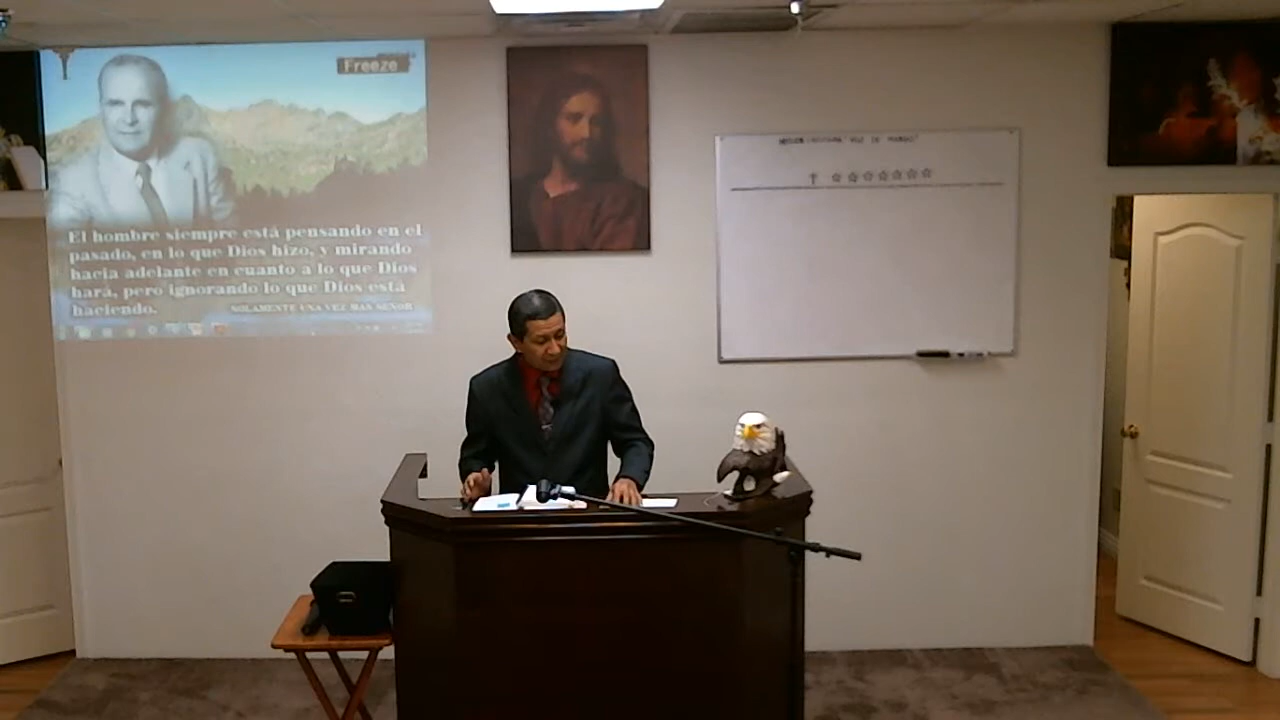 Freeze
El hombre siempre está pensando en el
pasado, en lo que Dios hizo, y mirando
hacia adelante en cuanto a lo que Dios
hará, pero ignorando lo que Dios está
haciendo.
SOLAMENTE UNA VEZ MAS SEÑOR